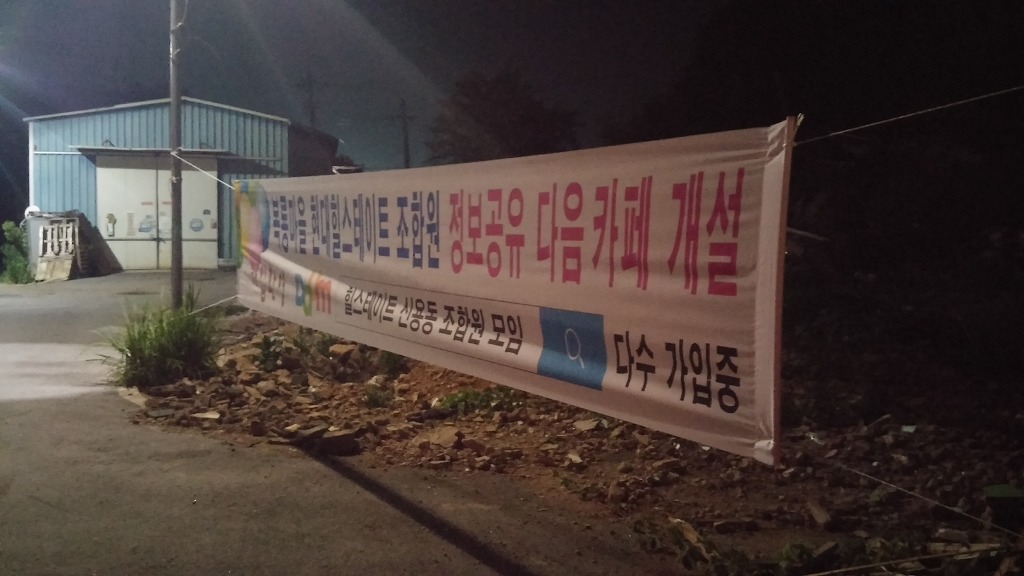 현대힐스테이트 조합원 정보공유 다음카페 개설
Daum 힐스테이트 신용동 조합원 모임 다수 가입중